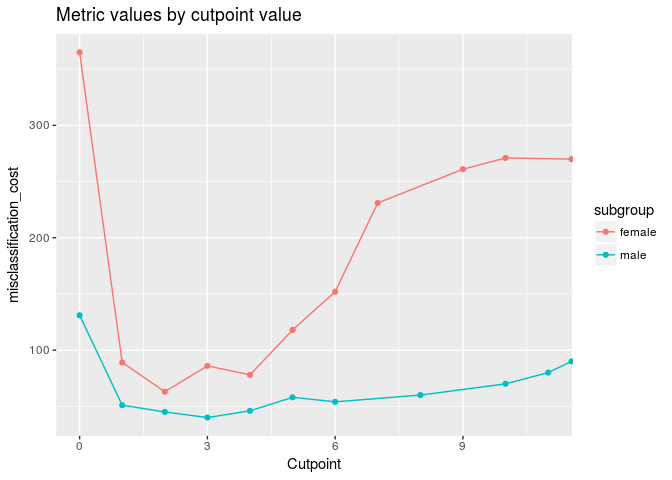 Metric values by cutpoint value
misclassification_cost
300
200
100
0
3
6
9
Cutpoint
subgroup
female
male